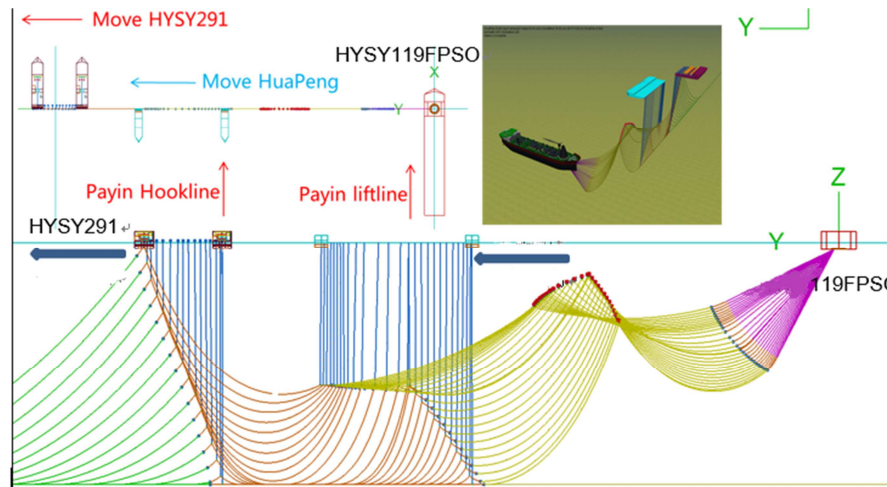 Move HYSY291
HYSY119FPSO
Y
X
Move HuaPeng
Y
Payin Hookline
Payin liftline
Z
HYSY291
Y
119FPSO